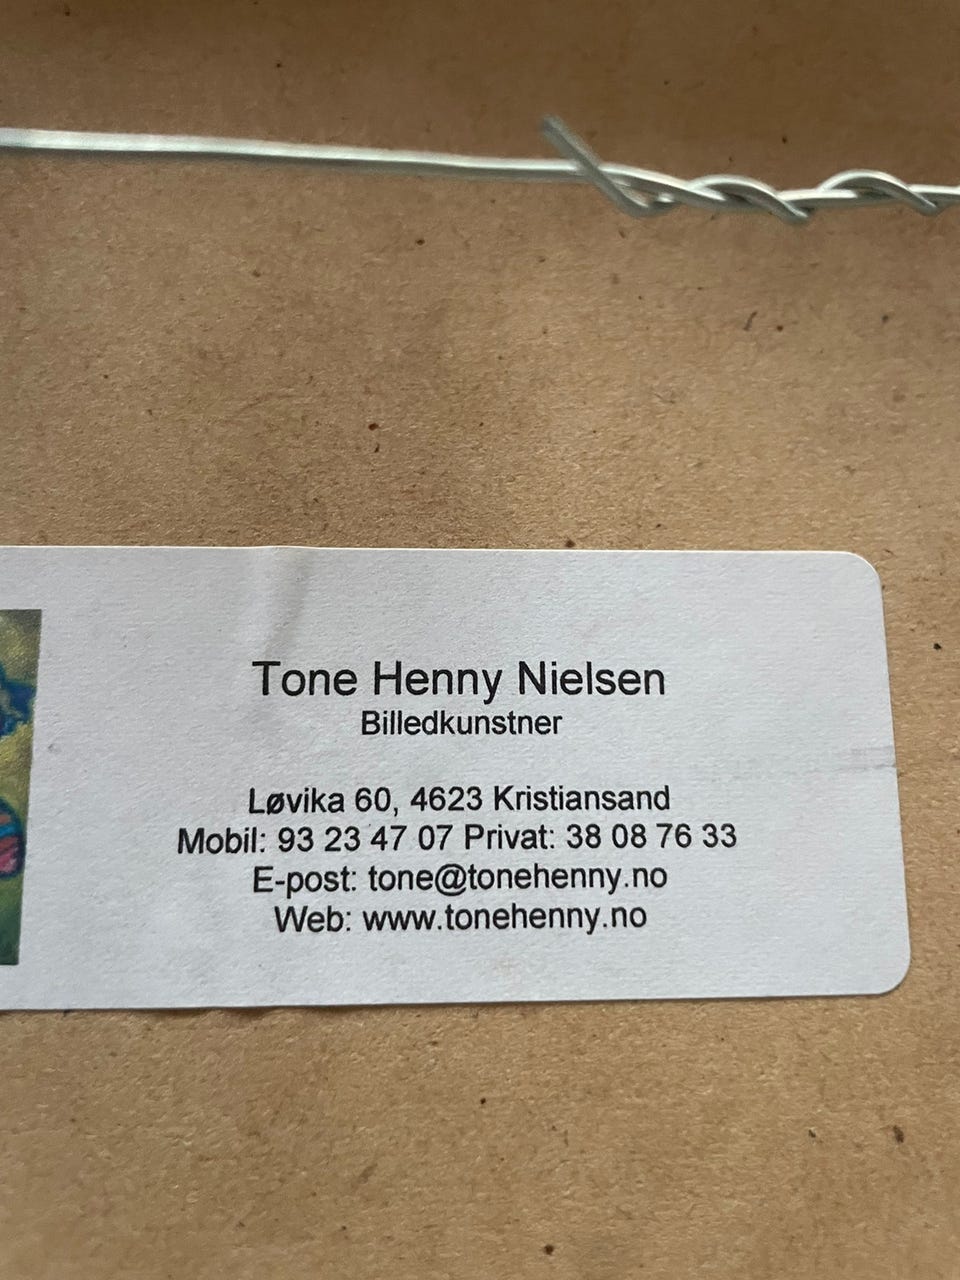 Tone Henny Nielsen
Billedkunstner
Løvika 60, 4623 Kristiansand
Mobil: 93 23 47 07 Privat: 38 08 76 33
E-post: tone@tonehenny.no
Web: www.tonehenny.no